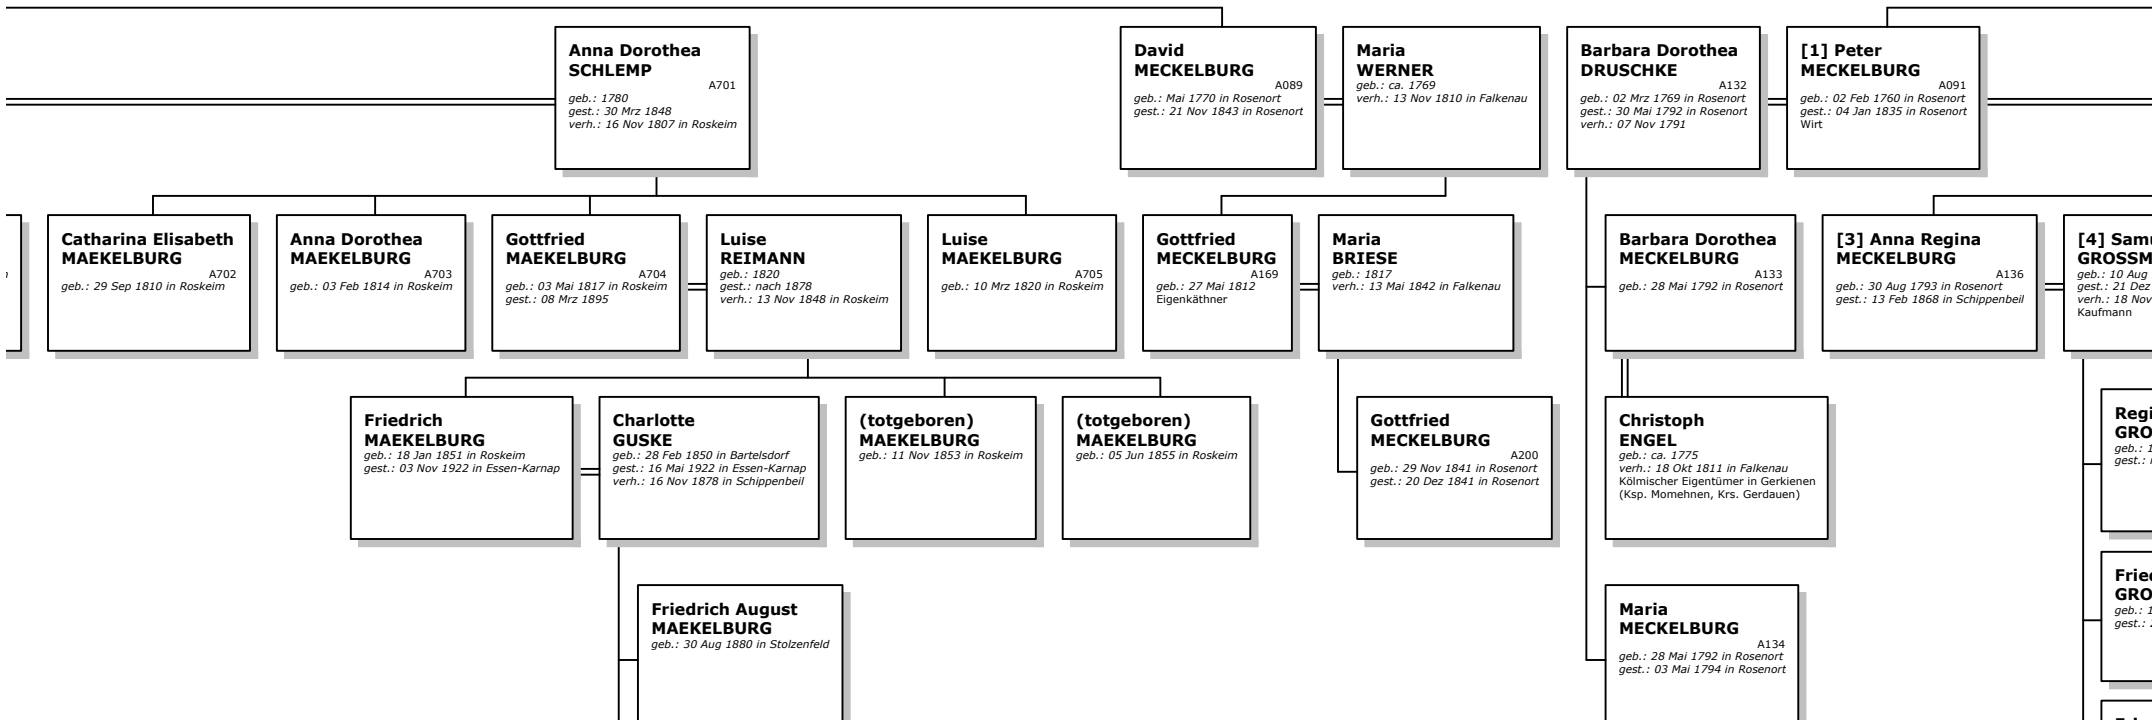 Anna Dorothea
SCHLEMP
A701
geb.: 1780
gest.: 30 Mrz 1848
verh.: 16 Nov 1807 in Roskeim
David
MECKELBURG
A089
geb.: Mai 1770 in Rosenort
gest.: 21 Nov 1843 in Rosenort
Maria
WERNER
geb.: ca. 1769
verh.: 13 Nov 1810 in Falkenau
Barbara Dorothea
DRUSCHKE
A132
geb.: 02 Mrz 1769 in Rosenort
gest.: 30 Mai 1792 in Rosenort
verh.: 07 Nov 1791
[1] Peter
MECKELBURG
A091
geb.: 02 Feb 1760 in Rosenort
gest.: 04 Jan 1835 in Rosenort
Wirt
Catharina Elisabeth
MAEKELBURG
A702
geb.: 29 Sep 1810 in Roskeim
Anna Dorothea
MAEKELBURG
A703
geb.: 03 Feb 1814 in Roskeim
Gottfried
MAEKELBURG
A704
geb.: 03 Mai 1817 in Roskeim
gest.: 08 Mrz 1895
Luise
REIMANN
geb.: 1820
gest.: nach 1878
verh.: 13 Nov 1848 in Roskeim
Luise
MAEKELBURG
A705
geb.: 10 Mrz 1820 in Roskeim
Gottfried
MECKELBURG
A169
geb.: 27 Mai 1812
Eigenkäthner
Maria
BRIESE
geb.: 1817
verh.: 13 Mai 1842 in Falkenau
Barbara Dorothea
MECKELBURG
A133
geb.: 28 Mai 1792 in Rosenort
[3] Anna Regina
MECKELBURG
A136
geb.: 30 Aug 1793 in Rosenort
gest.: 13 Feb 1868 in Schippenbeil
[4]
geb.: 10 Aug
gest.: 21 Dez
verh.: 18 Nov
Kaufmann
Friedrich
MAEKELBURG
geb.: 18 Jan 1851 in Roskeim
gest.: 03 Nov 1922 in Essen-Karnap
Charlotte
GUSKE
geb.: 28 Feb 1850 in Bartelsdorf
gest.: 16 Mai 1922 in Essen-Karnap
verh.: 16 Nov 1878 in Schippenbeil
(totgeboren)
MAEKELBURG
geb.: 11 Nov 1853 in Roskeim
(totgeboren)
MAEKELBURG
geb.: 05 Jun 1855 in Roskeim
Gottfried
MECKELBURG
A200
geb.: 29 Nov 1841 in Rosenort
gest.: 20 Dez 1841 in Rosenort
Christoph
ENGEL
geb.: ca. 1775
verh.: 18 Okt 1811 in Falkenau
Kölmischer Eigentümer in Gerkienen
(Ksp. Momehnen, Krs. Gerdauen)
geb.:
gest.:
Friedrich August
MAEKELBURG
geb.: 30 Aug 1880 in Stolzenfeld
Maria
MECKELBURG
A134
geb.: 28 Mai 1792 in Rosenort
gest.: 03 Mai 1794 in Rosenort
geb.:
gest.: